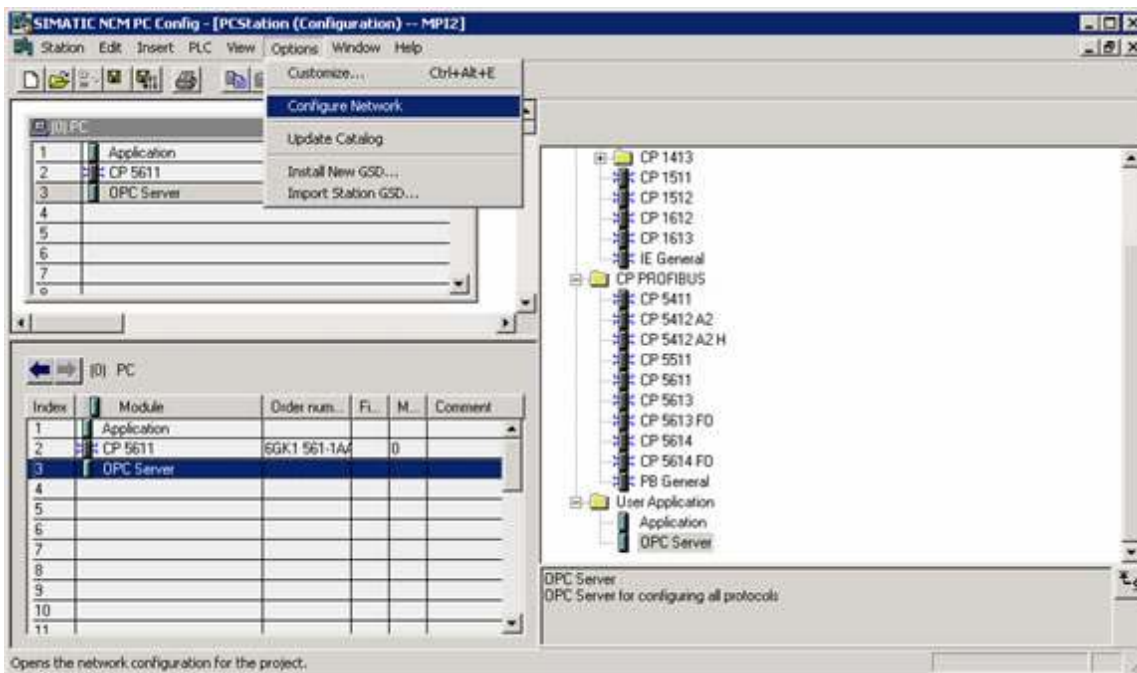 SIMATIC NCM PC Config - [PCStation (Configuration) -- MPI2]
Station Edit Insert PLC View Options Window Help
Customize... Ctrl+Alt+E
Configure Network
Update Catalog
Install New GSD...
Import Station GSD...
(0) PC
1 Application
2 CP 5611
3 OPC Server
4
5
6
7
CP 1413
CP 1511
CP 1512
CP 1612
CP 1613
IE General
CP PROFIBUS
CP 5411
CP 5412 A2
CP 5412 A2 H
CP 5511
CP 5611
CP 5613
CP 5613 FO
CP 5614
CP 5614 FO
PB General
User Application
Application
OPC Server
(0) PC
Index Module Order num... Fi... M... Comment
1 Application
2 CP 5611 6GK1 561-1AA 0
3 OPC Server
4
5
6
7
8
9
10
11
OPC Server
OPC Server for configuring all protocols
Opens the network configuration for the project.